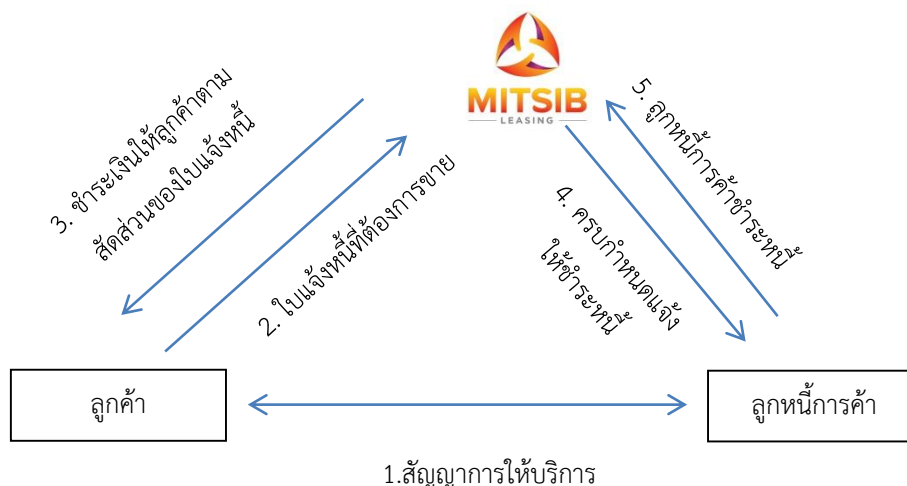 MITSIB
LEASING
3. ชำระเงินให้ลูกค้าตาม
สัดส่วนของใบแจ้งหนี้
2. ใบแจ้งหนี้ที่ต้องการขาย
4. ครบกำหนดแจ้ง
ให้ชำระหนี้
5. ลูกหนี้การค้าชำระหนี้
ลูกค้า
ลูกหนี้การค้า
1.สัญญาการให้บริการ